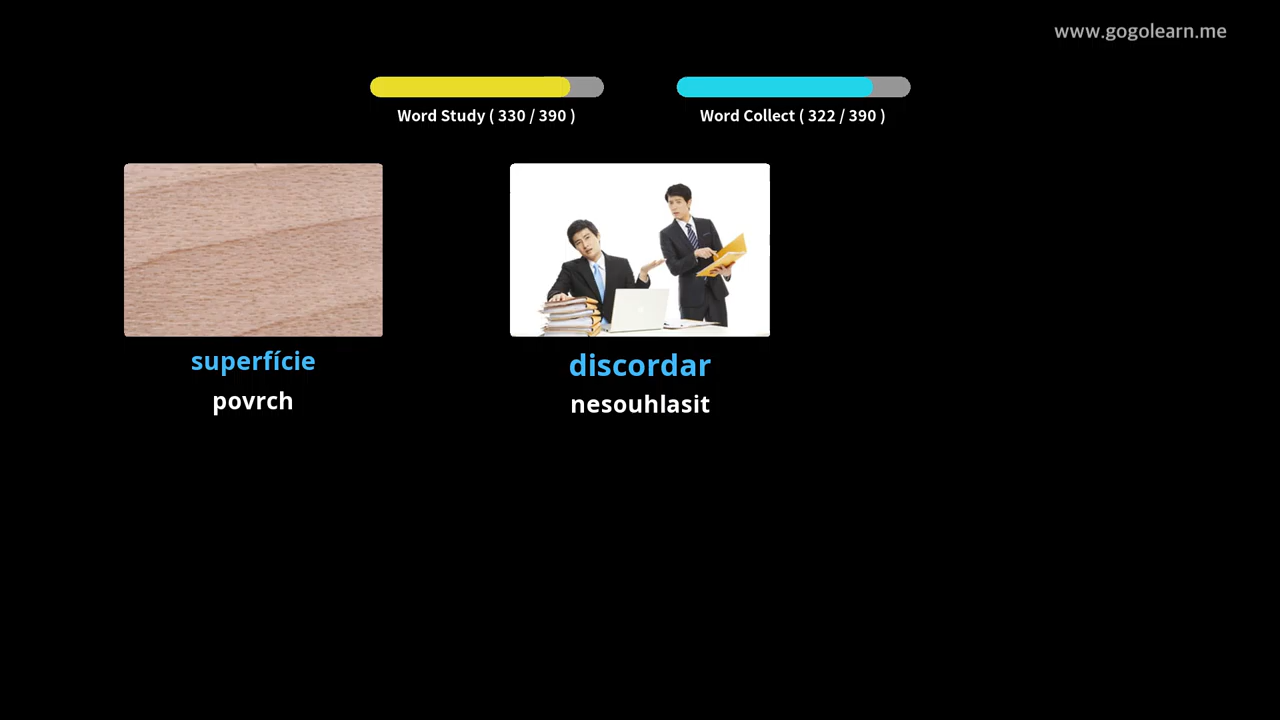 www.gogolearn.me
Word Study ( 330 / 390 )
Word Collect ( 322 / 390 )
superfície
povrch
discordar
nesouhlasit